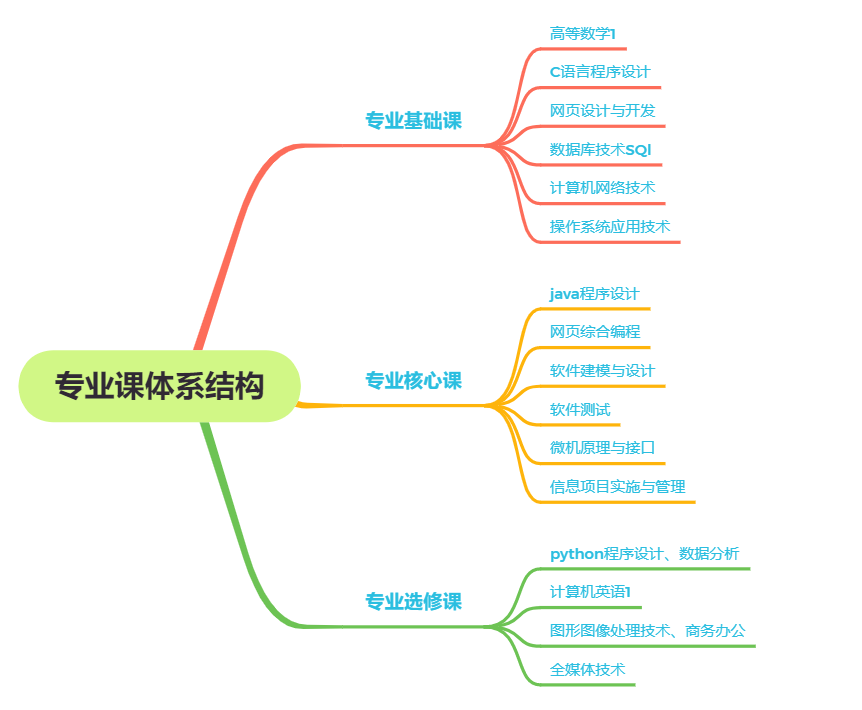 专业课体系结构
专业基础课
高等数学1
C语言程序设计
网页设计与开发
数据库技术SQl
计算机网络技术
操作系统应用技术
专业核心课
java程序设计
网页综合编程
软件建模与设计
软件测试
微机原理与接口
信息项目实施与管理
专业选修课
python程序设计、数据分析
计算机英语1
图形图像处理技术、商务办公
全媒体技术